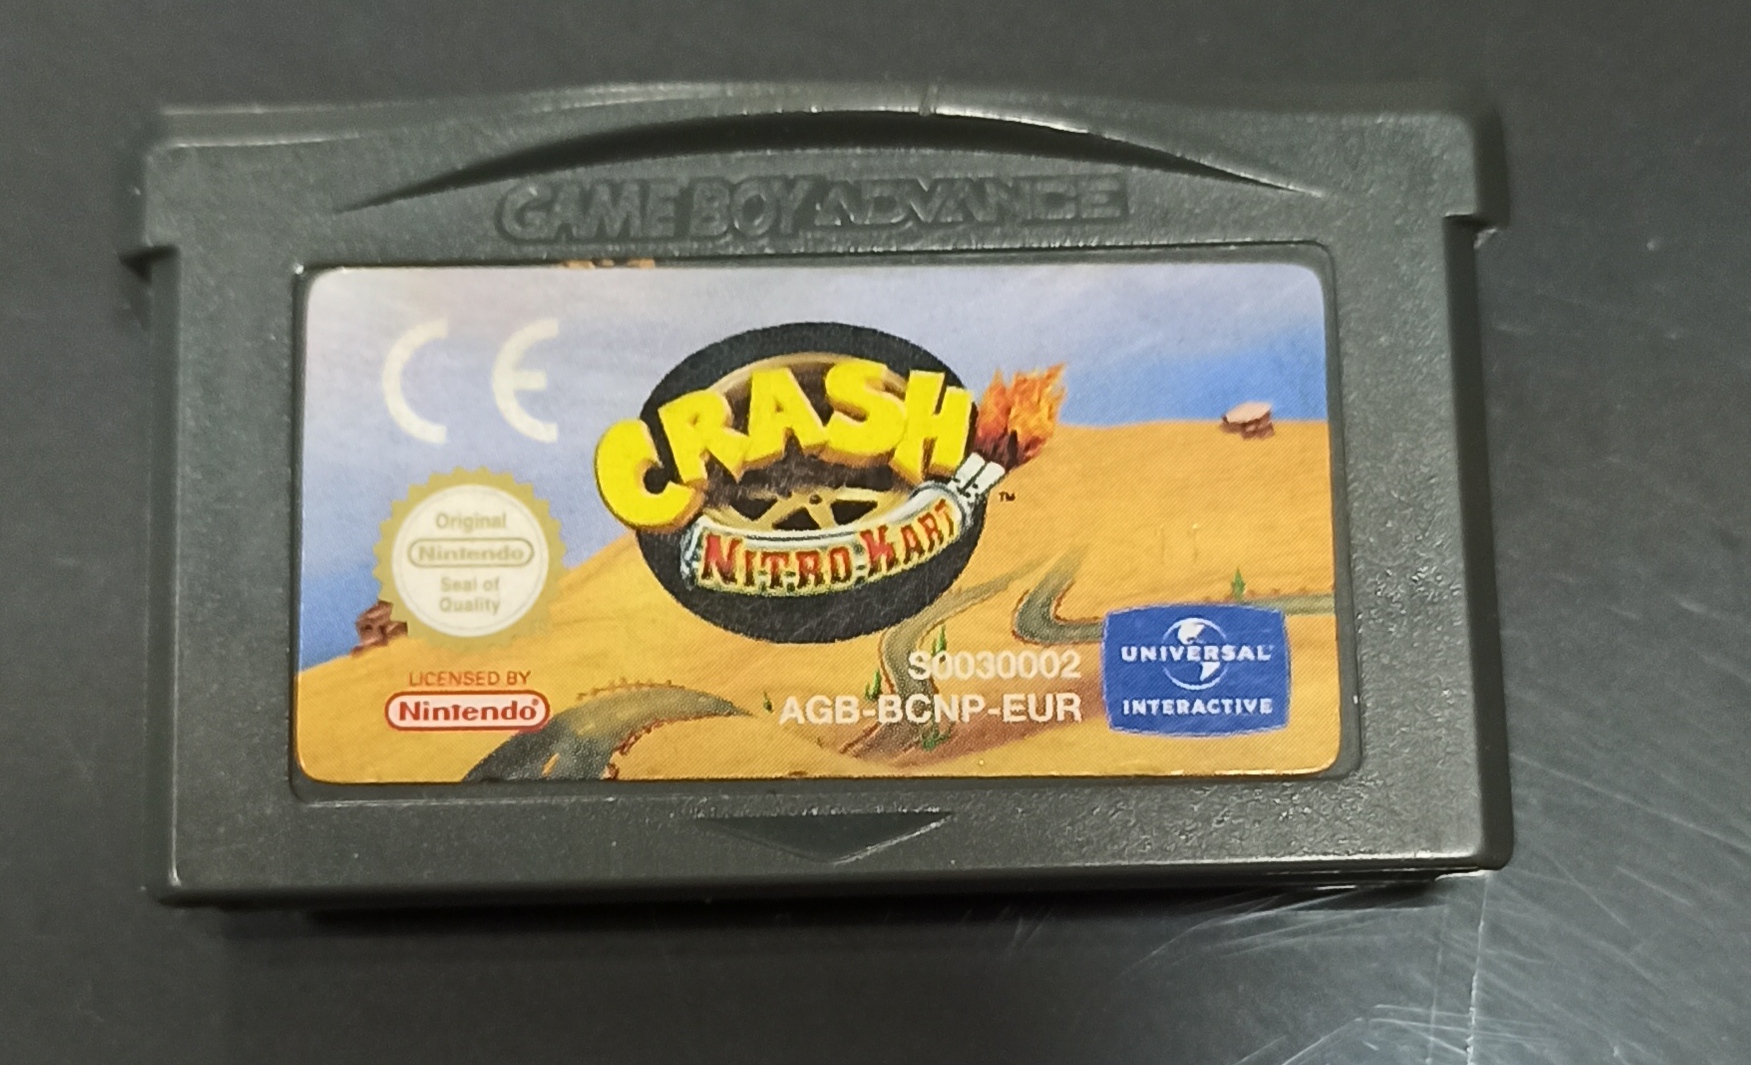 GAME BOY ADVANCE
CE
CRASH
NITRO KART
™
Original
Nintendo
Seal of
Quality
LICENSED BY
Nintendo®
S0030002
AGB-BCNP-EUR
UNIVERSAL
INTERACTIVE